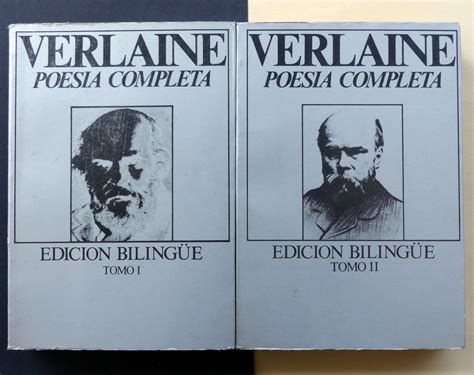 VERLAINE
POESIA COMPLETA
EDICION BILINGÜE
TOMO I
VERLAINE
POESIA COMPLETA
EDICION BILINGÜE
TOMO II